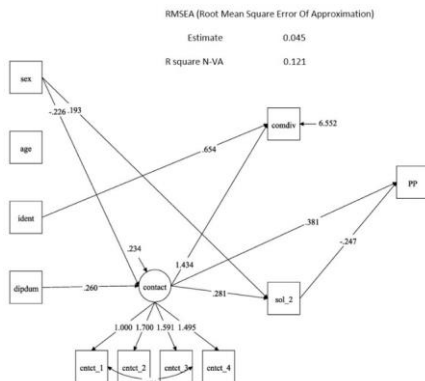 RMSEA (Root Mean Square Error Of Approximation)
Estimate 0.045
R square N-VA 0.121
sex
-.226 .193
comdiv
6.552
age
.654
PP
ident
.381
-.247
.234
1.434
dipdum
.260
contact
.281
sol_2
1.000 1.700 1.591 1.495
cntct_1 cntct_2 cntct_3 cntct_4